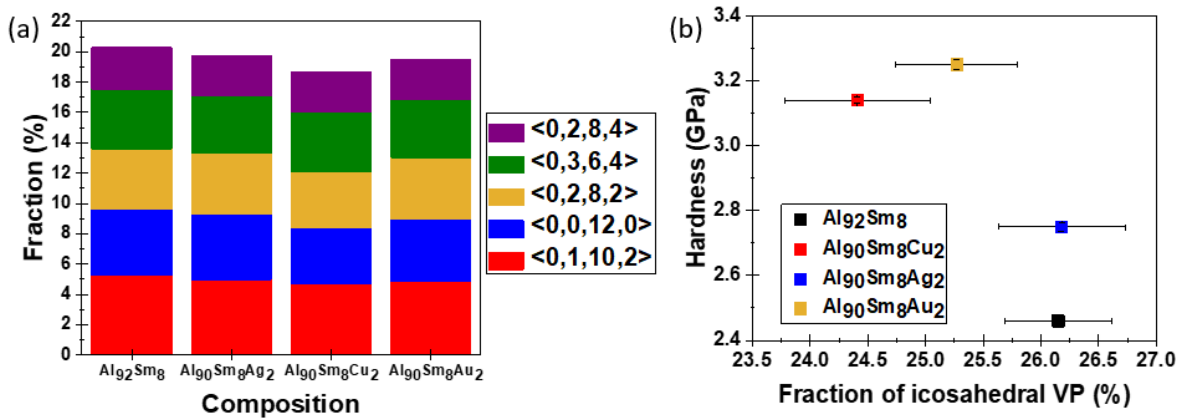 (a)
22
20
18
16
14
12
10
8
6
4
2
0
Fraction (%)
Al92Sm8 Al90Sm8Ag2 Al90Sm8Cu2 Al90Sm8Au2
Composition
<0,2,8,4>
<0,3,6,4>
<0,2,8,2>
<0,0,12,0>
<0,1,10,2>
(b)
3.4
3.2
3.0
2.8
2.6
2.4
Hardness (GPa)
Al92Sm8
Al90Sm8Cu2
Al90Sm8Ag2
Al90Sm8Au2
23.5 24.0 24.5 25.0 25.5 26.0 26.5 27.0
Fraction of icosahedral VP (%)